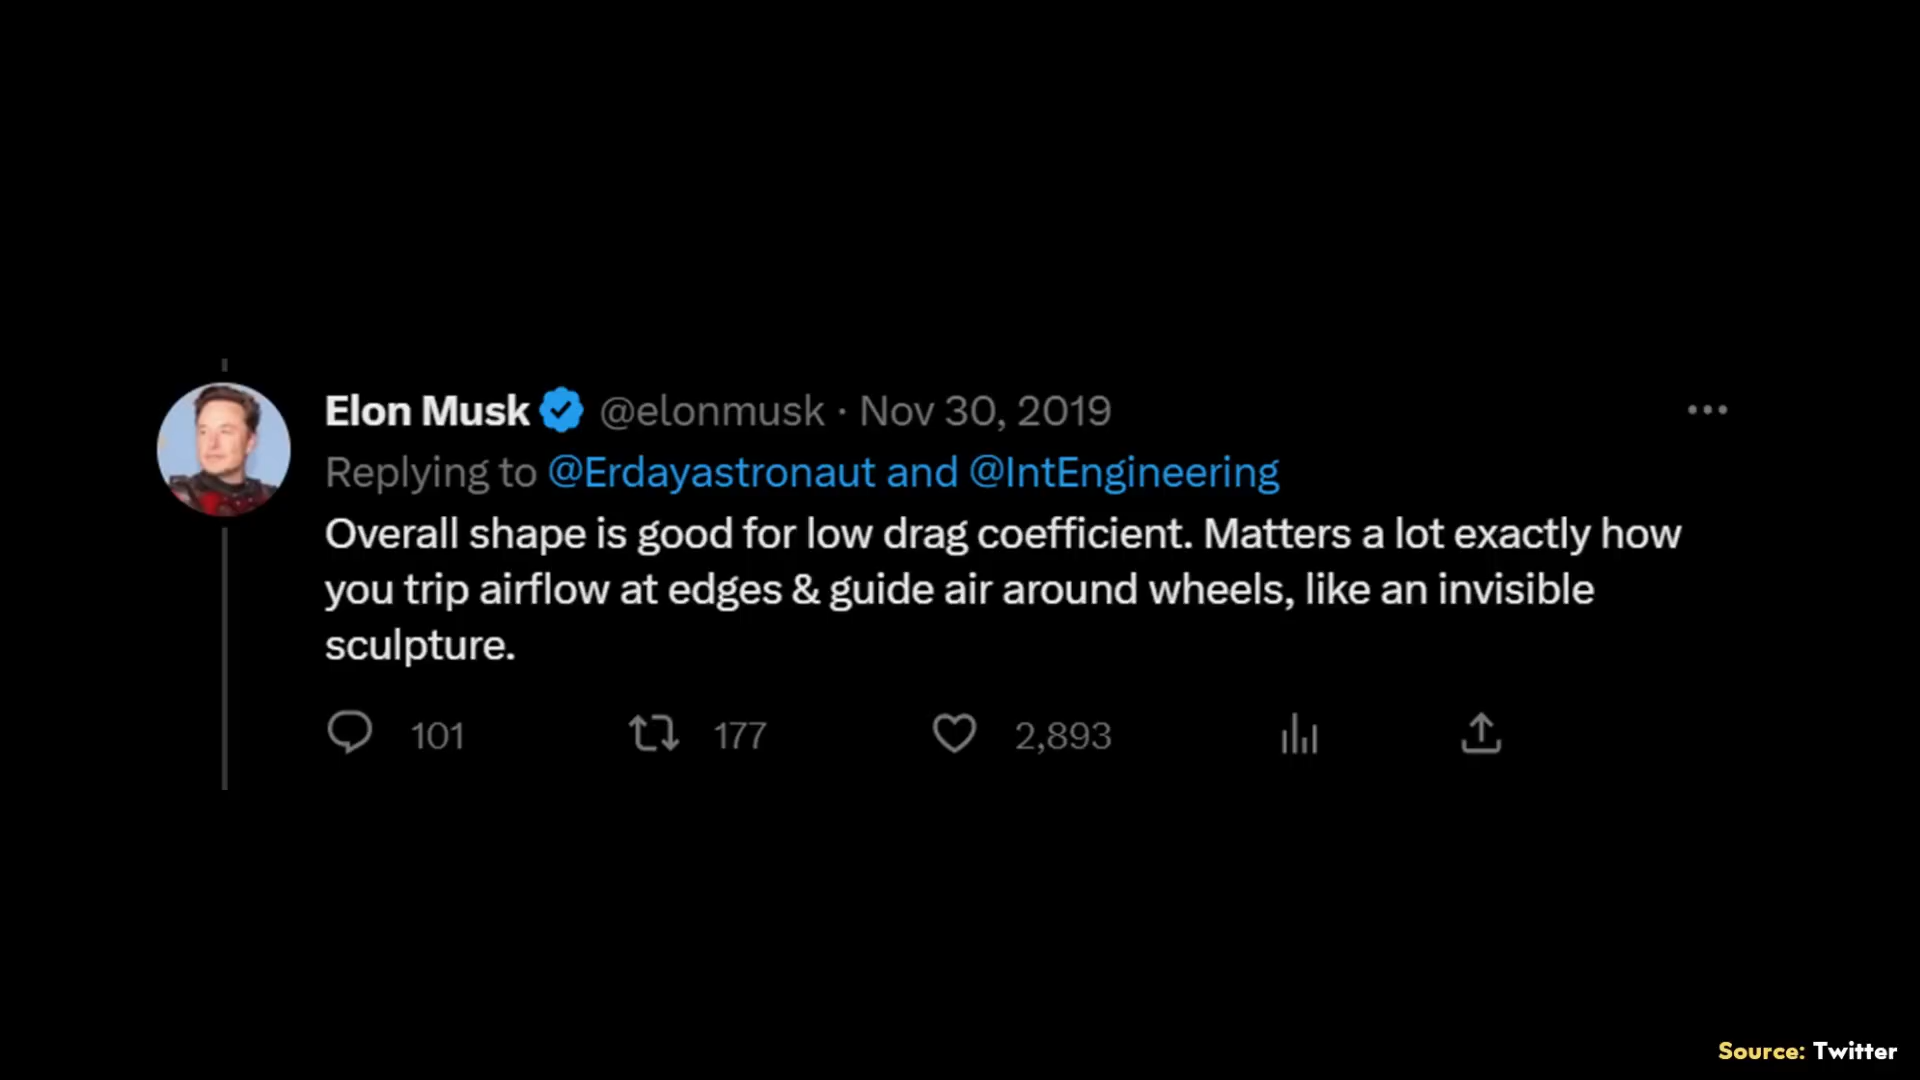 Elon Musk @elonmusk · Nov 30, 2019
Replying to @Erdayastronaut and @IntEngineering
Overall shape is good for low drag coefficient. Matters a lot exactly how
you trip airflow at edges & guide air around wheels, like an invisible
sculpture.
101 177 2,893
Source: Twitter